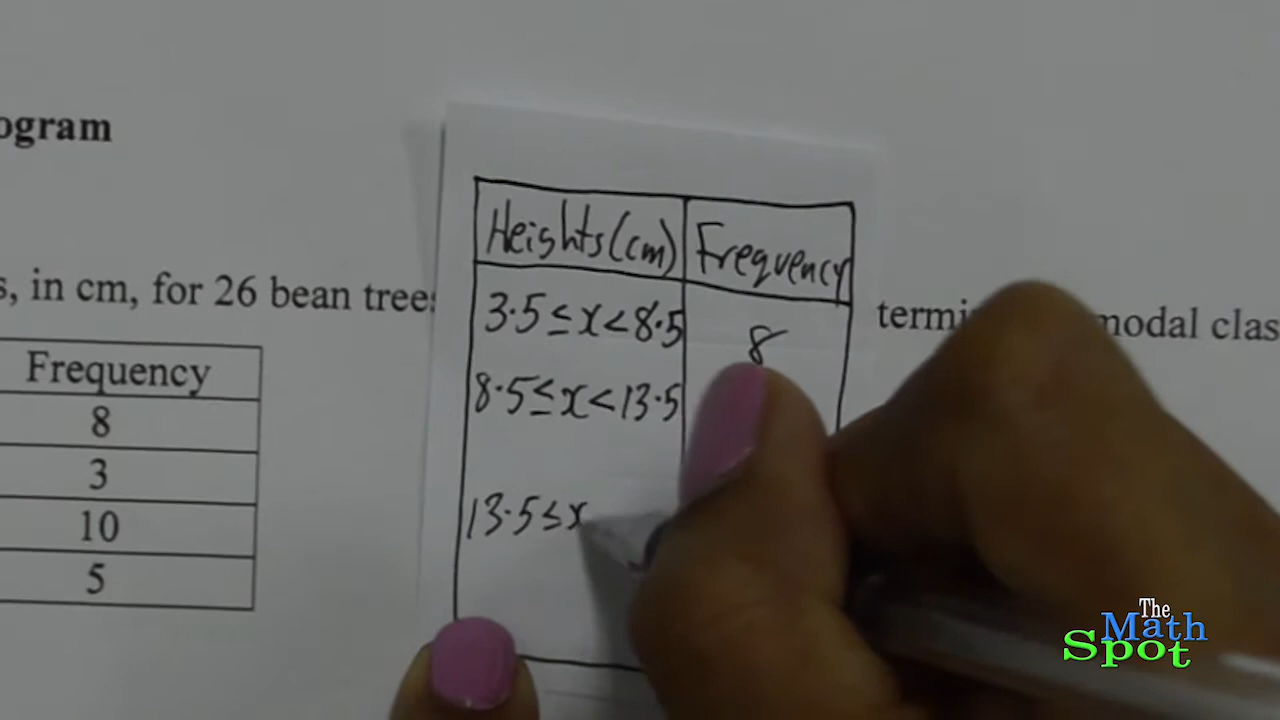 ogram
s, in cm, for 26 bean trees
termi modal clas
Frequency
8
3
10
5
Heights(cm) Frequency
3.5≤x<8.5 8
8.5≤x<13.5
13.5≤x
The
Math
Spot